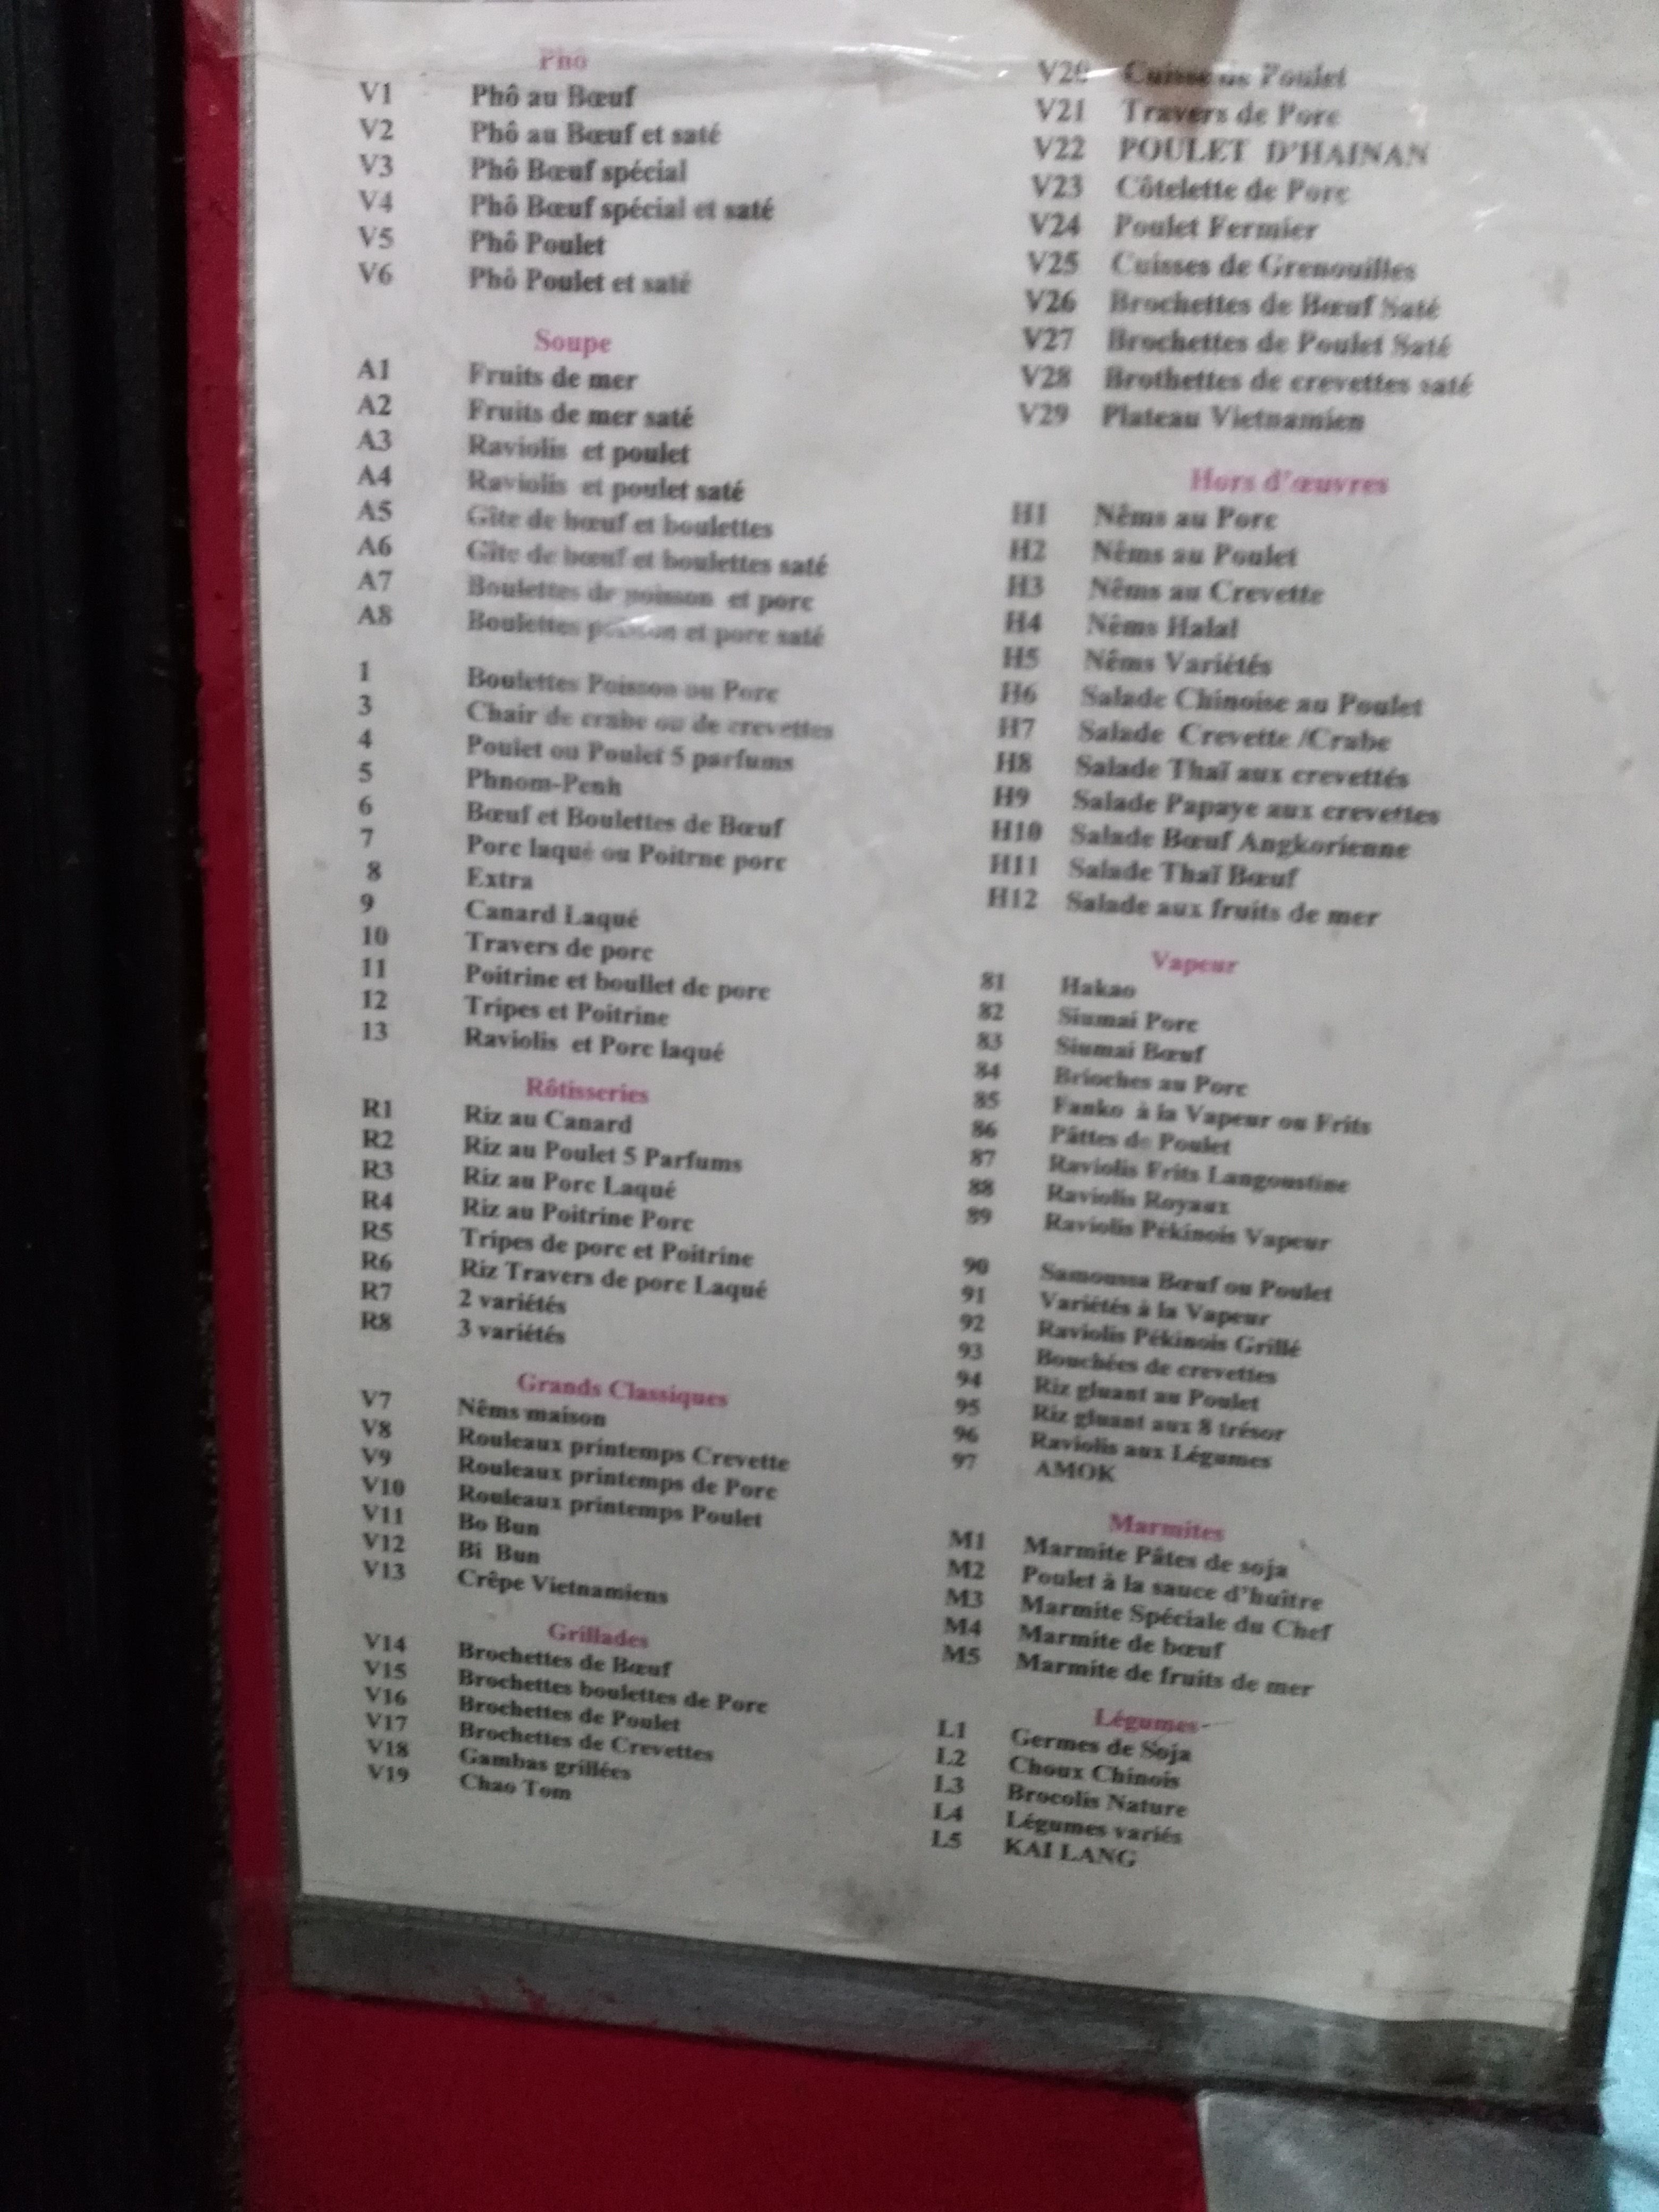 Phô
V1 Phô au Bœuf
V2 Phô au Bœuf et saté
V3 Phô Bœuf spécial
V4 Phô Bœuf spécial et saté
V5 Phô Poulet
V6 Phô Poulet et saté
Soupe
A1 Fruits de mer
A2 Fruits de mer saté
A3 Raviolis et poulet
A4 Raviolis et poulet saté
A5 Gîte de bœuf et boulettes
A6 Gîte de bœuf et boulettes saté
A7 Boulettes de poisson et porc
A8 Boulettes poisson et porc saté
1 Boulettes Poisson ou Porc
3 Chair de crabe ou de crevettes
4 Poulet ou Poulet 5 parfums
5 Phnom-Penh
6 Bœuf et Boulettes de Bœuf
7 Porc laqué ou Poitrne porc
8 Extra
9 Canard Laqué
10 Travers de porc
11 Poitrine et boullet de porc
12 Tripes et Poitrine
13 Raviolis et Porc laqué
Rôtisseries
R1 Riz au Canard
R2 Riz au Poulet 5 Parfums
R3 Riz au Porc Laqué
R4 Riz au Poitrine Porc
R5 Tripes de porc et Poitrine
R6 Riz Travers de porc Laqué
R7 2 variétés
R8 3 variétés
Grands Classiques
V7 Nêms maison
V8 Rouleaux printemps Crevette
V9 Rouleaux printemps de Porc
V10 Rouleaux printemps Poulet
V11 Bo Bun
V12 Bi Bun
V13 Crêpe Vietnamiens
Grillades
V14 Brochettes de Bœuf
V15 Brochettes boulettes de Porc
V16 Brochettes de Poulet
V17 Brochettes de Crevettes
V18 Gambas grillées
V19 Chao Tom
V20 Cuisse de Poulet
V21 Travers de Porc
V22 POULET D'HAINAN
V23 Côtelette de Porc
V24 Poulet Fermier
V25 Cuisses de Grenouilles
V26 Brochettes de Bœuf Saté
V27 Brochettes de Poulet Saté
V28 Brothettes de crevettes saté
V29 Plateau Vietnamien
Hors d'œuvres
H1 Nêms au Porc
H2 Nêms au Poulet
H3 Nêms au Crevette
H4 Nêms Halal
H5 Nêms Variétés
H6 Salade Chinoise au Poulet
H7 Salade Crevette /Crabe
H8 Salade Thaï aux crevettés
H9 Salade Papaye aux crevettes
H10 Salade Bœuf Angkorienne
H11 Salade Thaï Bœuf
H12 Salade aux fruits de mer
Vapeur
81 Hakao
82 Siumai Porc
83 Siumai Bœuf
84 Brioches au Porc
85 Fanko à la Vapeur ou Frits
86 Pâttes de Poulet
87 Raviolis Frits Langoustine
88 Raviolis Royaux
89 Raviolis Pékinois Vapeur
90 Samoussa Bœuf ou Poulet
91 Variétés à la Vapeur
92 Raviolis Pékinois Grillé
93 Bouchées de crevettes
94 Riz gluant au Poulet
95 Riz gluant aux 8 trésor
96 Raviolis aux Légumes
97 AMOK
Marmites
M1 Marmite Pâtes de soja
M2 Poulet à la sauce d'huître
M3 Marmite Spéciale du Chef
M4 Marmite de bœuf
M5 Marmite de fruits de mer
Légumes
L1 Germes de Soja
L2 Choux Chinois
L3 Brocolis Nature
L4 Légumes variés
L5 KAI LANG